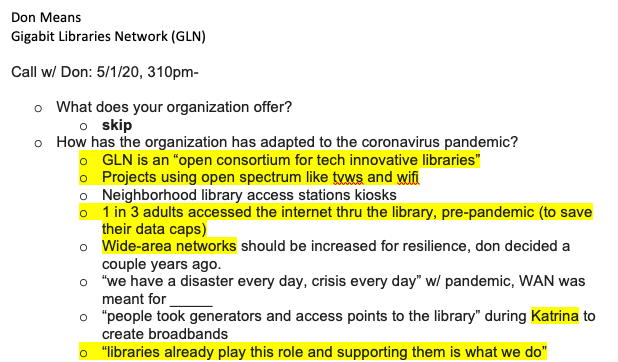 Don Means
Gigabit Libraries Network (GLN)
Call w/ Don: 5/1/20, 310pm-
o What does your organization offer?
o skip
o How has the organization has adapted to the coronavirus pandemic?
o GLN is an “open consortium for tech innovative libraries”
o Projects using open spectrum like tvws and wifi
o Neighborhood library access stations kiosks
o 1 in 3 adults accessed the internet thru the library, pre-pandemic (to save
their data caps)
o Wide-area networks should be increased for resilience, don decided a
couple years ago.
o “we have a disaster every day, crisis every day” w/ pandemic, WAN was
meant for ______
o “people took generators and access points to the library” during Katrina to
create broadbands
o “libraries already play this role and supporting them is what we do”